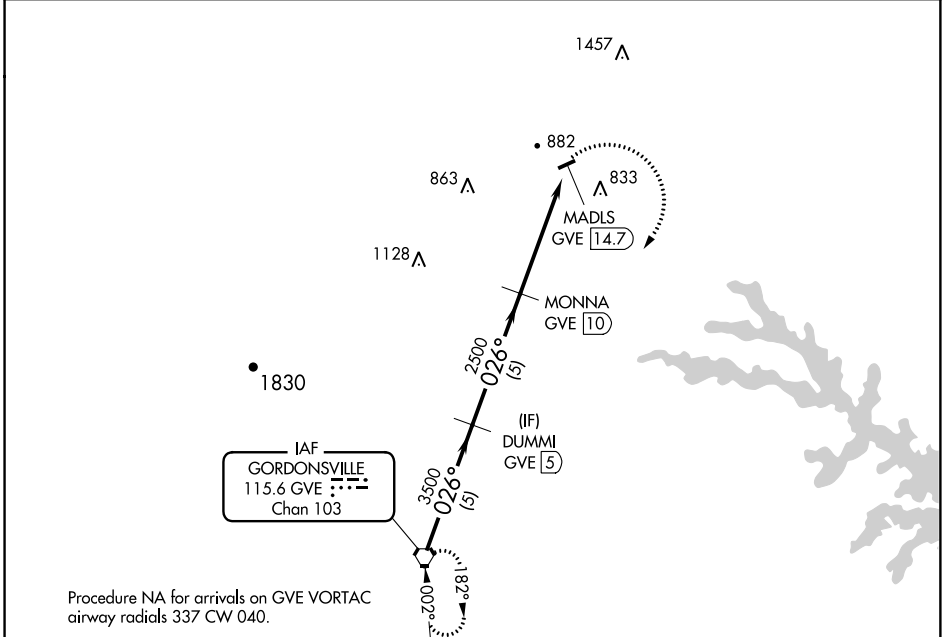 1457
882
863
833
MADLS
GVE 14.7
1128
MONNA
GVE 10
2500
026°
(5)
1830
(IF)
DUMMI
GVE 5
IAF
GORDONSVILLE
115.6 GVE
Chan 103
3500
026°
(5)
182°
002°
Procedure NA for arrivals on GVE VORTAC
airway radials 337 CW 040.